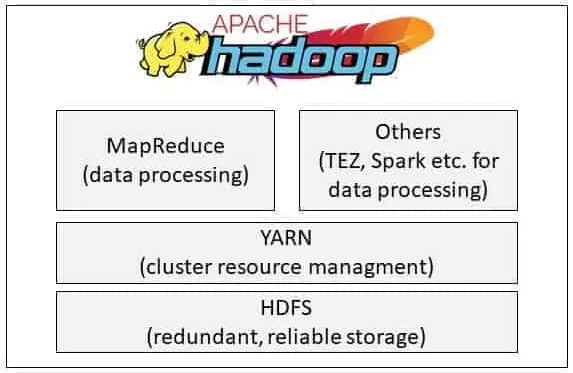 APACHE
hadoop
MapReduce
(data processing)
Others
(TEZ, Spark etc. for
data processing)
YARN
(cluster resource managment)
HDFS
(redundant, reliable storage)